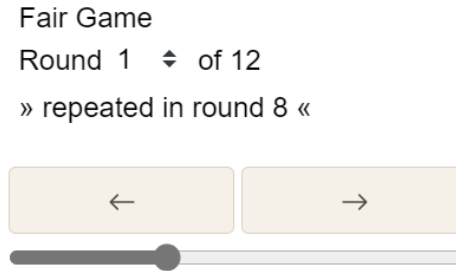 Fair Game
Round 1 of 12
» repeated in round 8 «
← →